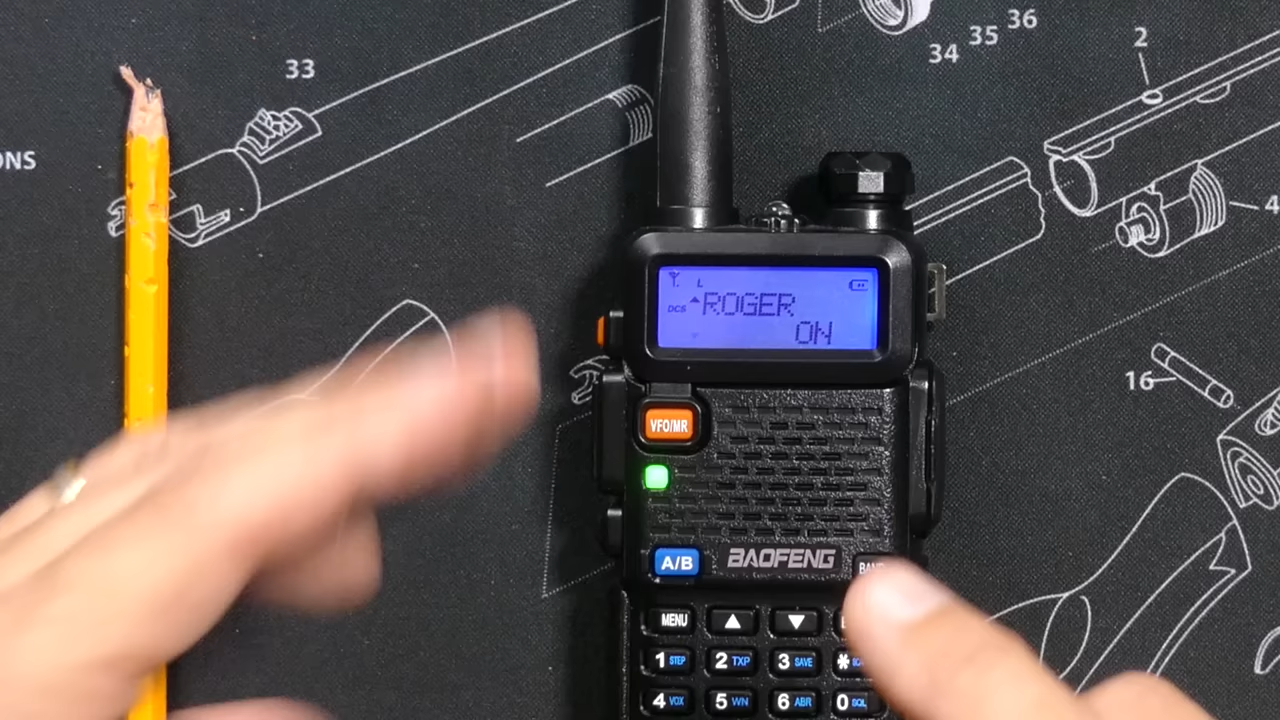 36
35
34
33
2
ONS
4
L
DCS ROGER
ON
16
VFO/MR
A/B BAOFENG
MENU
1 STEP 2 TXP 3 SAVE *
4 VOX 5 WN 6 ABR 0 SQL